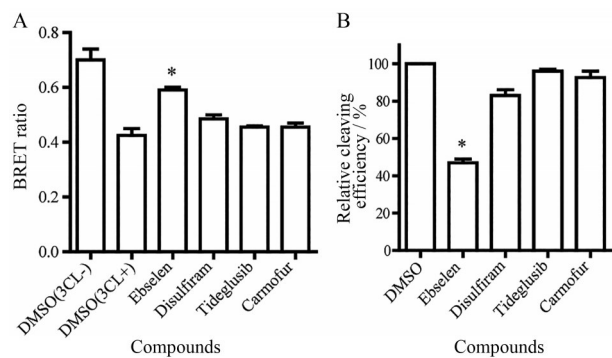 A
BRET ratio
0.8
0.6
0.4
0.2
0.0
*
DMSO(3CL-)
DMSO(3CL+)
Ebselen
Disulfiram
Tideglusib
Carmofur
Compounds
B
Relative cleaving
efficiency / %
100
80
60
40
20
0
*
DMSO
Ebselen
Disulfiram
Tideglusib
Carmofur
Compounds